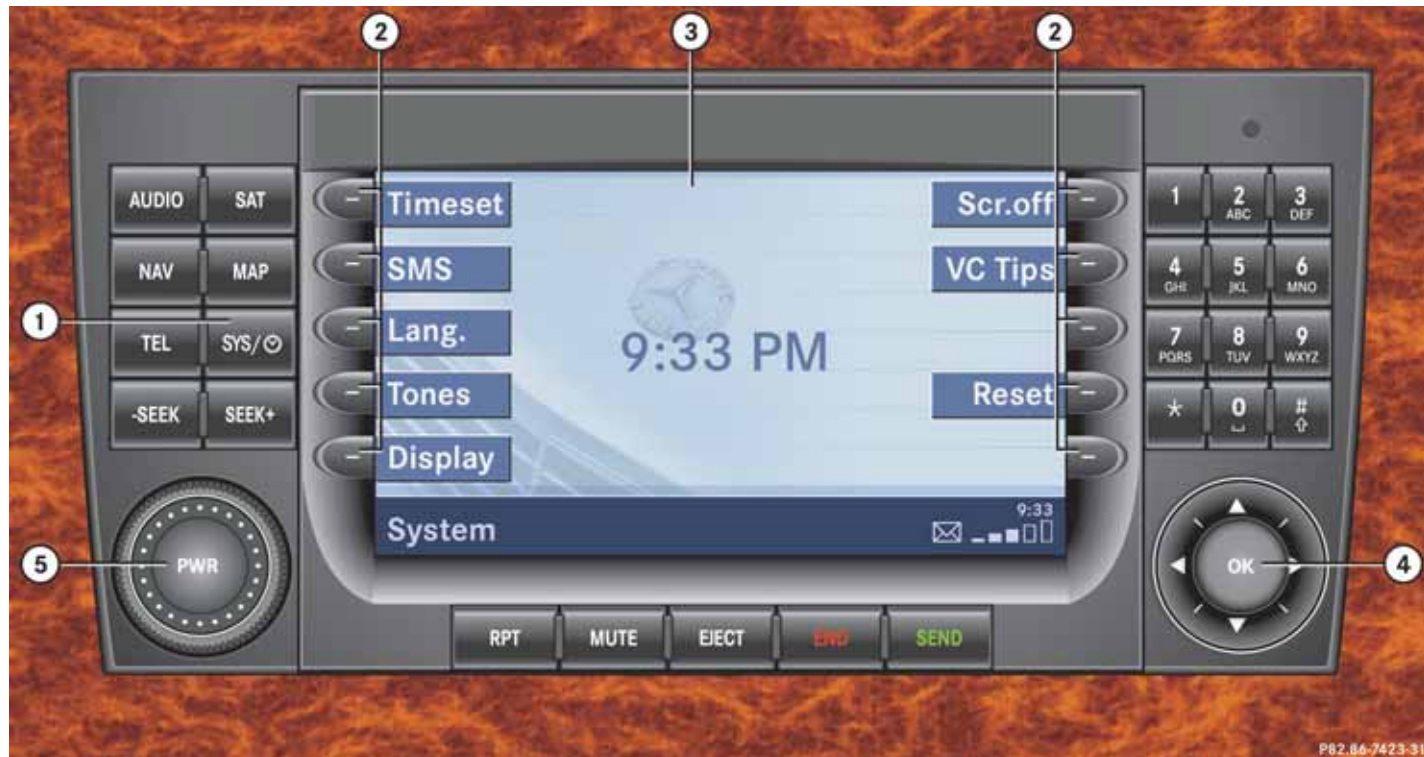 2
3
2
AUDIO
SAT
NAV
MAP
1
TEL
SYS/
-SEEK
SEEK+
5
PWR
Timeset
SMS
Lang.
Tones
Display
9:33 PM
Scr.off
VC Tips
Reset
System
9:33
1
2
ABC
3
DEF
4
GHI
5
JKL
6
MNO
7
PQRS
8
TUV
9
WXYZ
*
0
#
OK
4
RPT
MUTE
EJECT
END
SEND
P82.86-7423-31